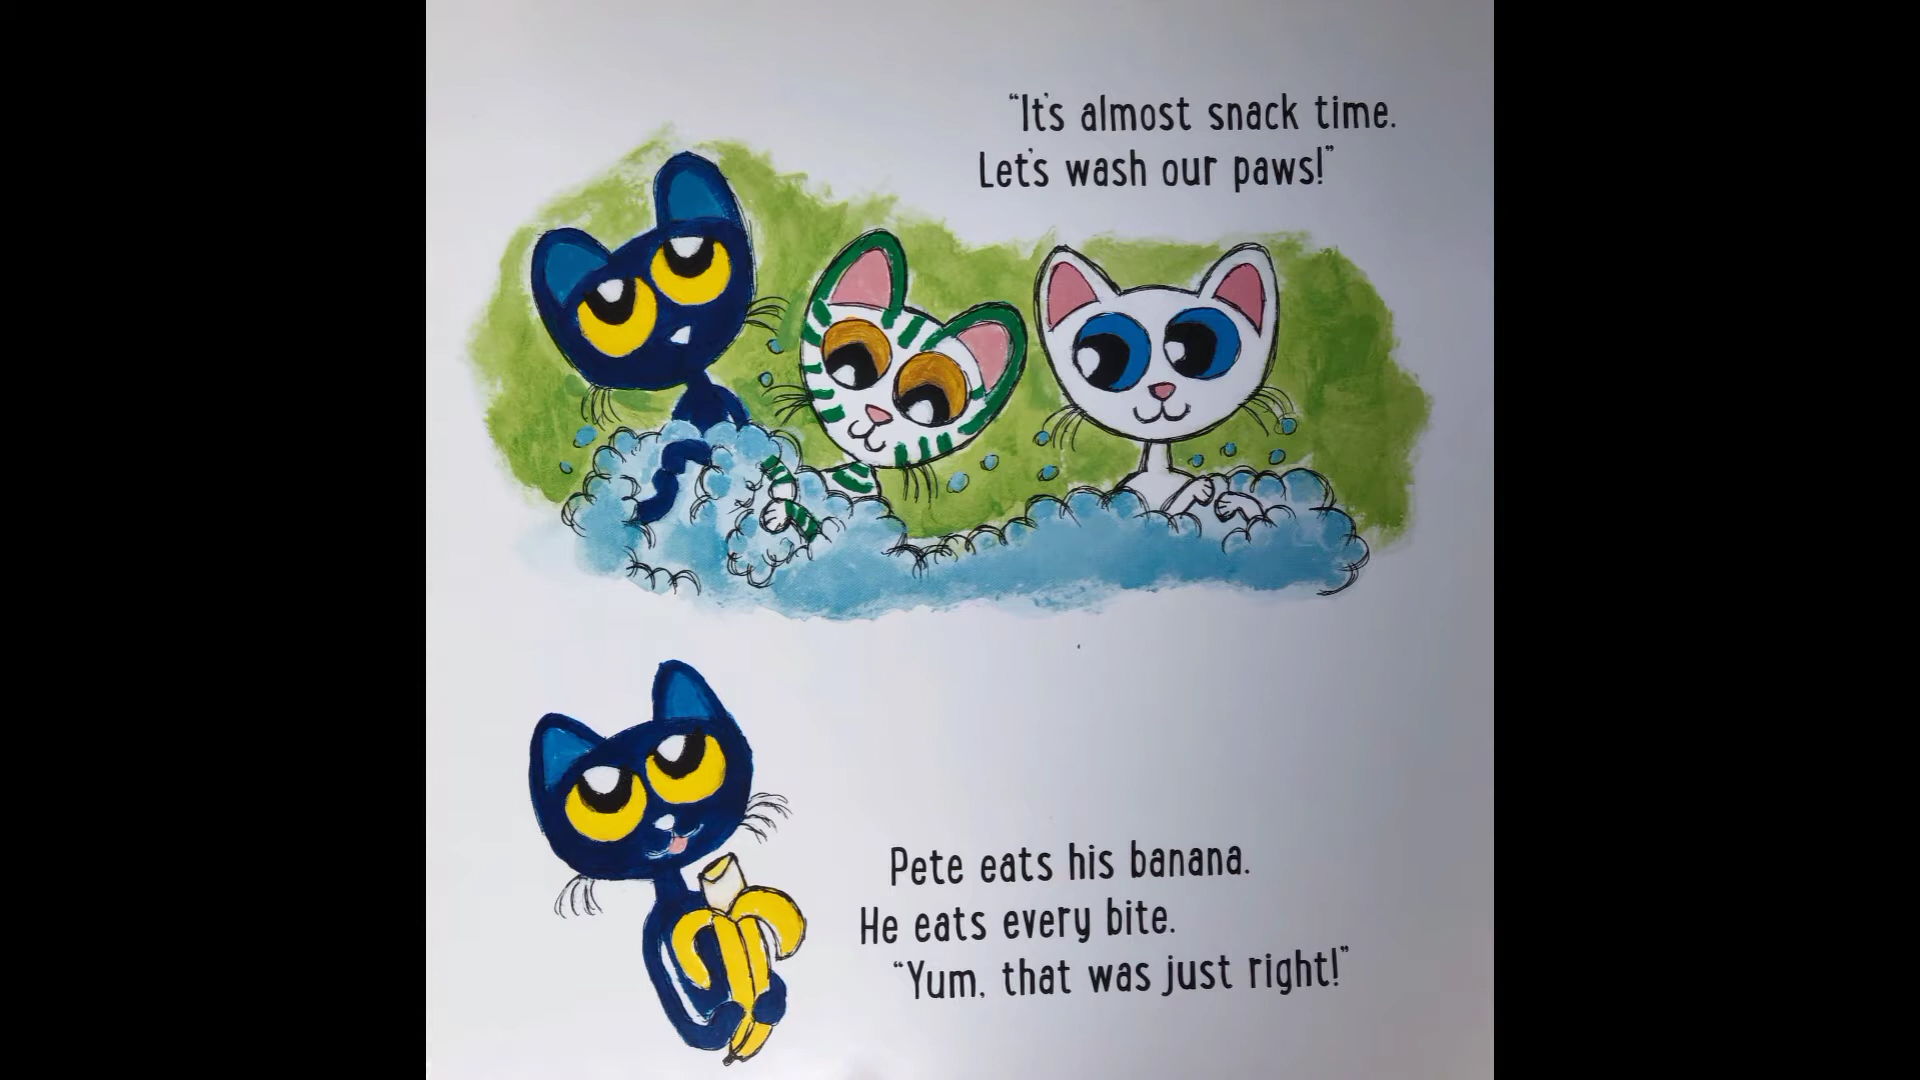 “It's almost snack time.
Let's wash our paws!”
Pete eats his banana.
He eats every bite.
“Yum, that was just right!”